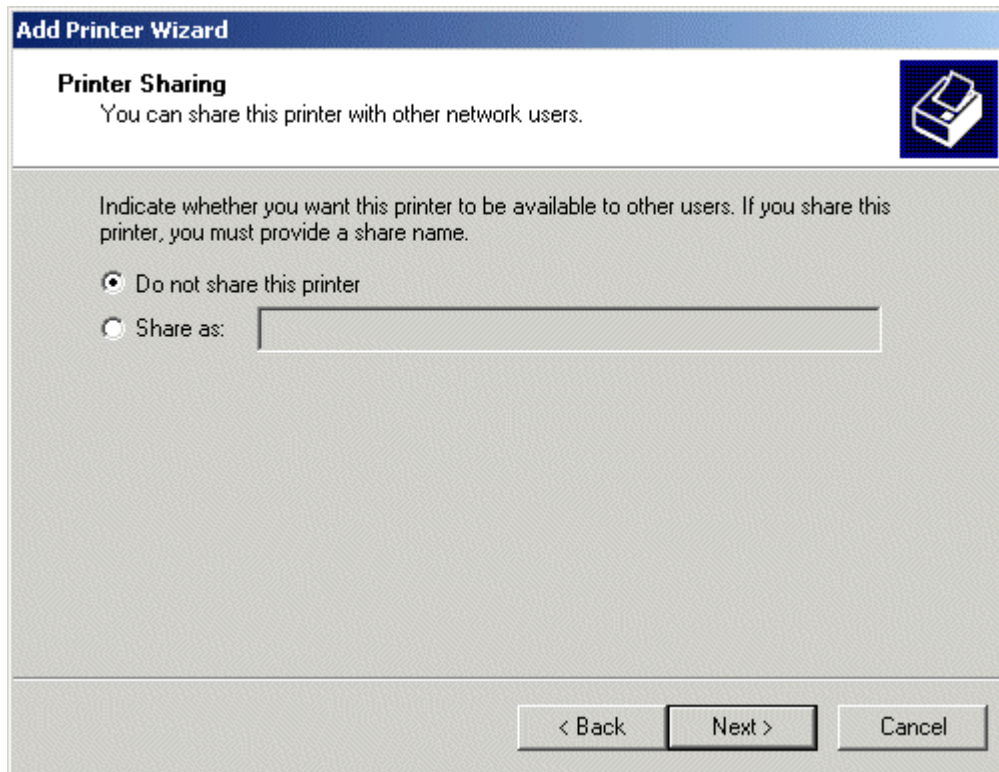 Add Printer Wizard
Printer Sharing
You can share this printer with other network users.
Indicate whether you want this printer to be available to other users. If you share this
printer, you must provide a share name.
Do not share this printer
Share as:
< Back Next > Cancel